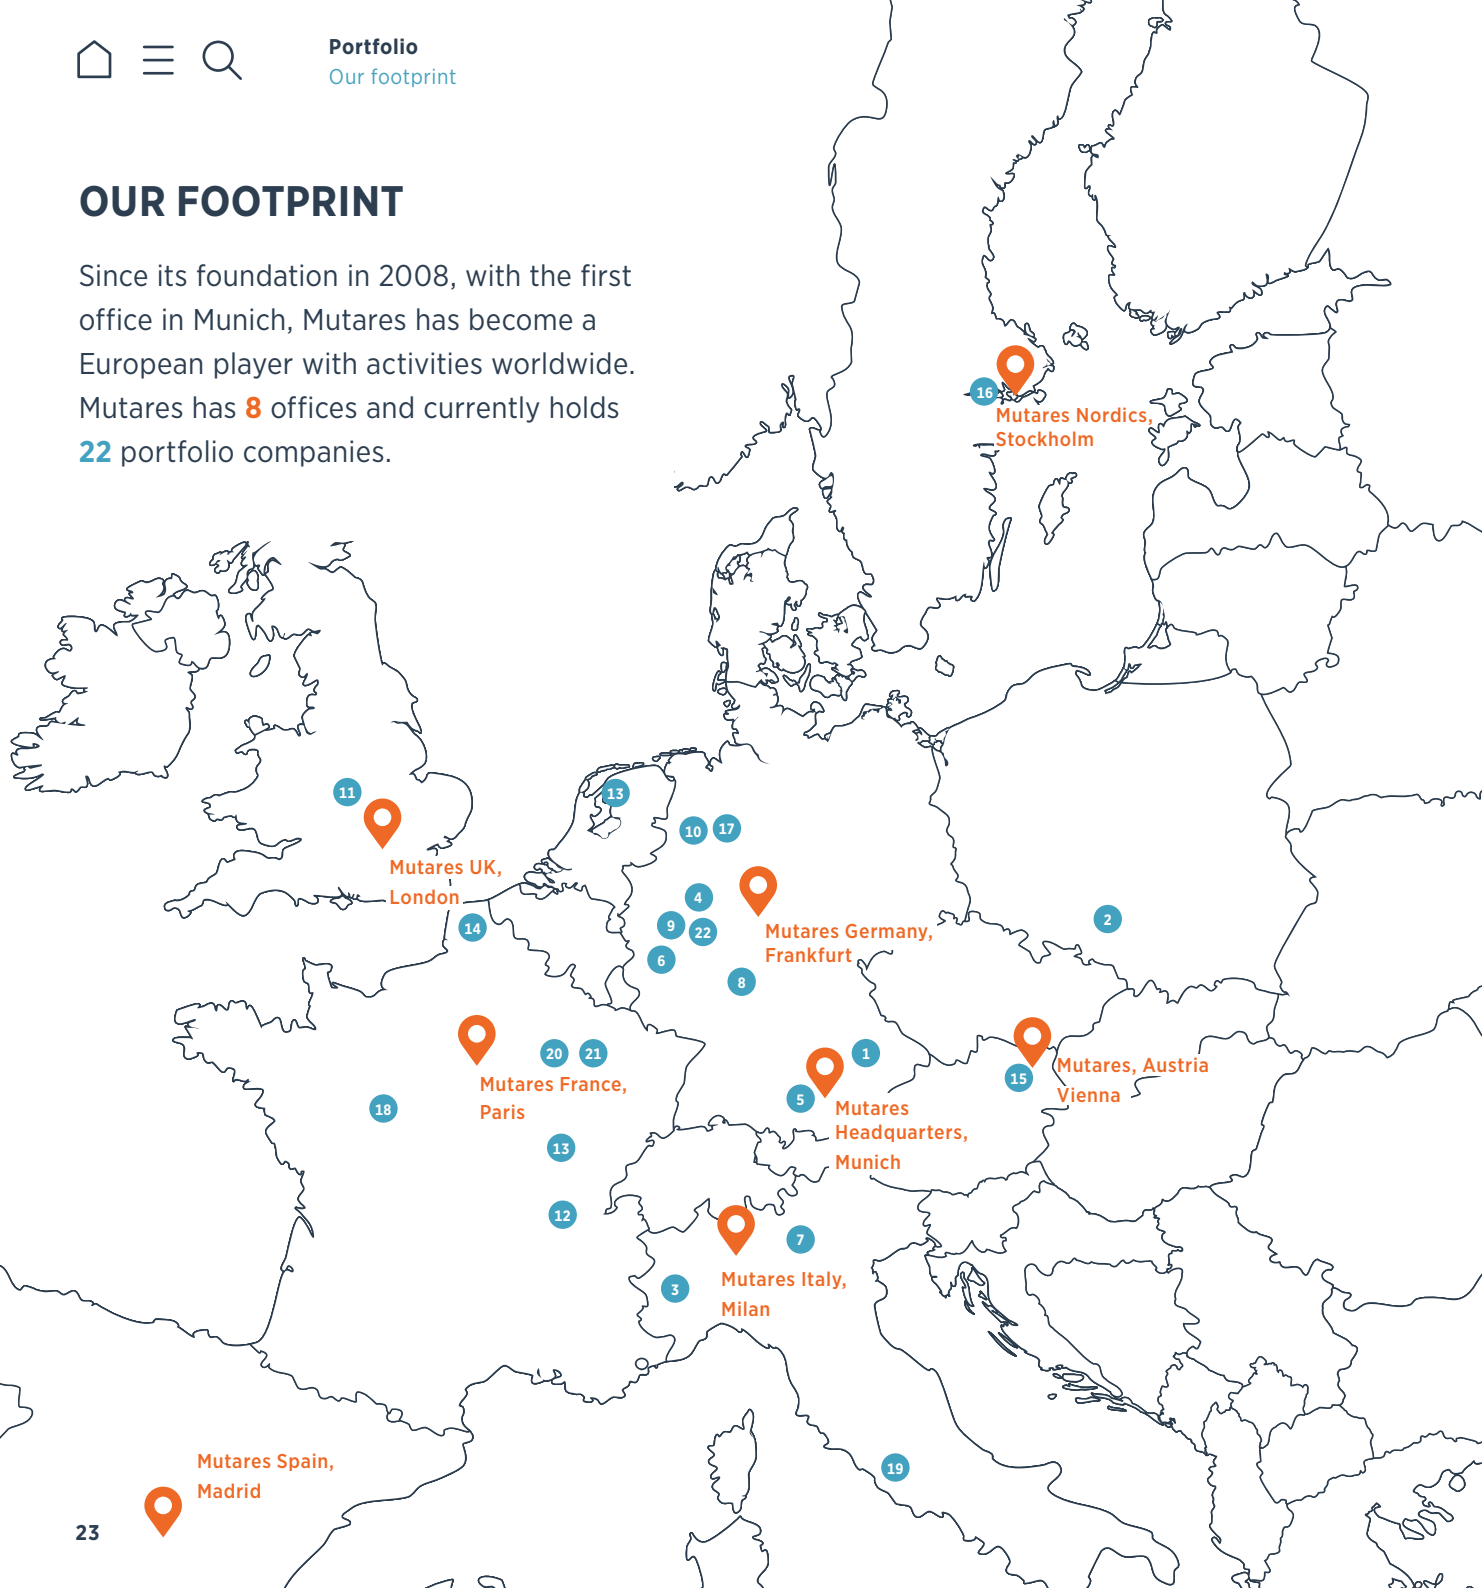 Portfolio
Our footprint
OUR FOOTPRINT
Since its foundation in 2008, with the first
office in Munich, Mutares has become a
European player with activities worldwide.
Mutares has 8 offices and currently holds
22 portfolio companies.
16
Mutares Nordics,
Stockholm
11
13
10
17
Mutares UK,
London
4
9
22
14
Mutares Germany,
Frankfurt
2
6
8
20
21
1
Mutares France,
Paris
Mutares, Austria
Vienna
15
5
18
Mutares
Headquarters,
Munich
13
12
7
3
Mutares Italy,
Milan
Mutares Spain,
Madrid
19
23